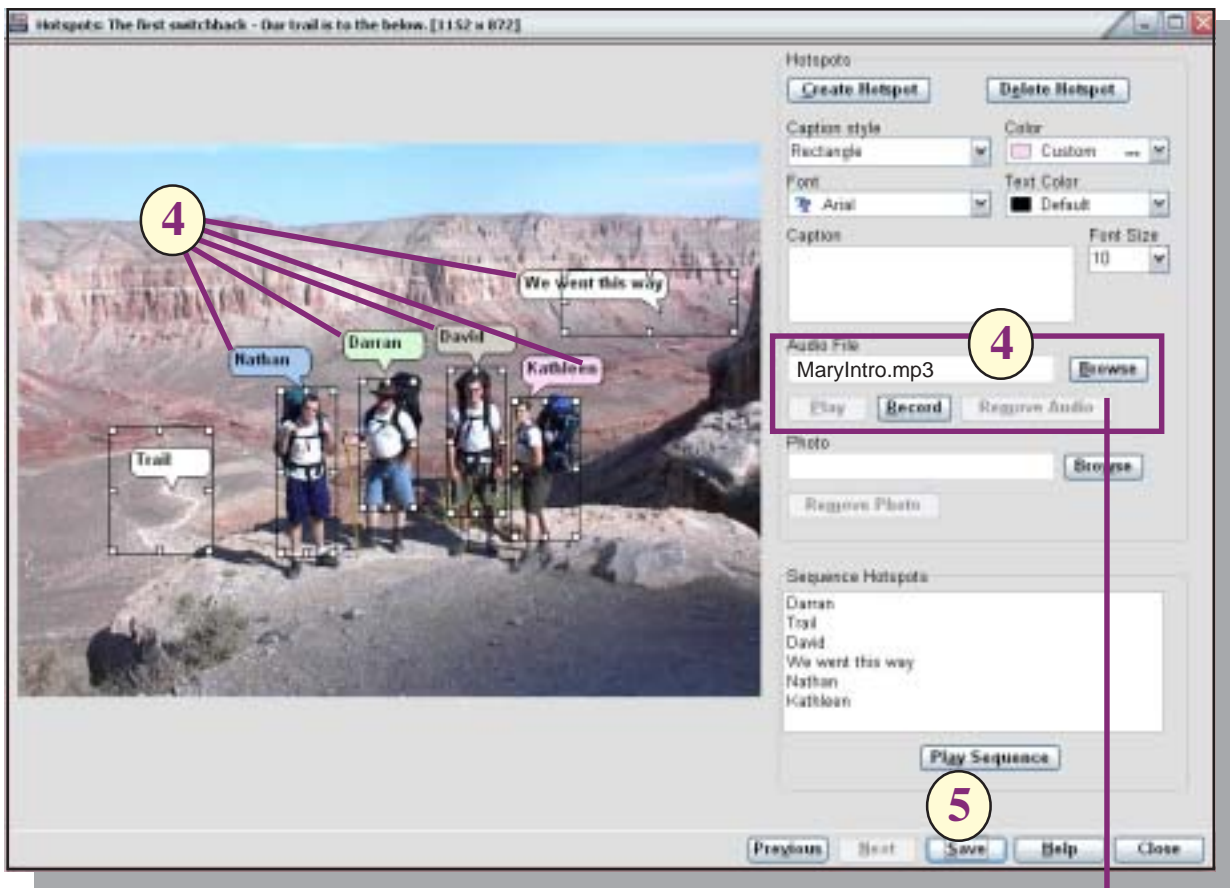 Hotspots: The first switchback - Our trail is to the below. [1152 x 872]
Hotspots
Create Hotspot Delete Hotspot
Caption style Color
Rectangle Custom
Font Text Color
Arial Default
Caption Font Size
10
4
We went this way
Darran
David
Nathan
Kathleen
Trail
Audio File
4
MaryIntro.mp3 Browse
Play Record Remove Audio
Photo
Browse
Remove Photo
Sequence Hotspots
Darran
Trail
David
We went this way
Nathan
Kathleen
Play Sequence
5
Previous Next Save Help Close